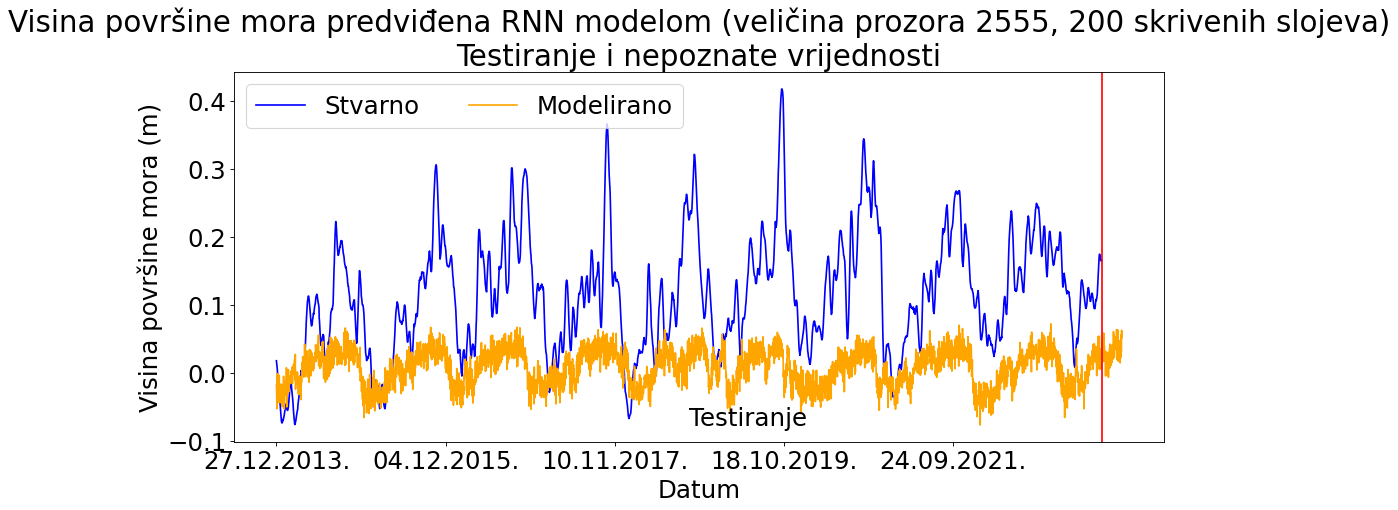 Visina površine mora predviđena RNN modelom (veličina prozora 2555, 200 skrivenih slojeva)
Testiranje i nepoznate vrijednosti
Stvarno
Modelirano
Visina površine mora (m)
0.4
0.3
0.2
0.1
0.0
−0.1
Testiranje
27.12.2013.
04.12.2015.
10.11.2017.
18.10.2019.
24.09.2021.
Datum